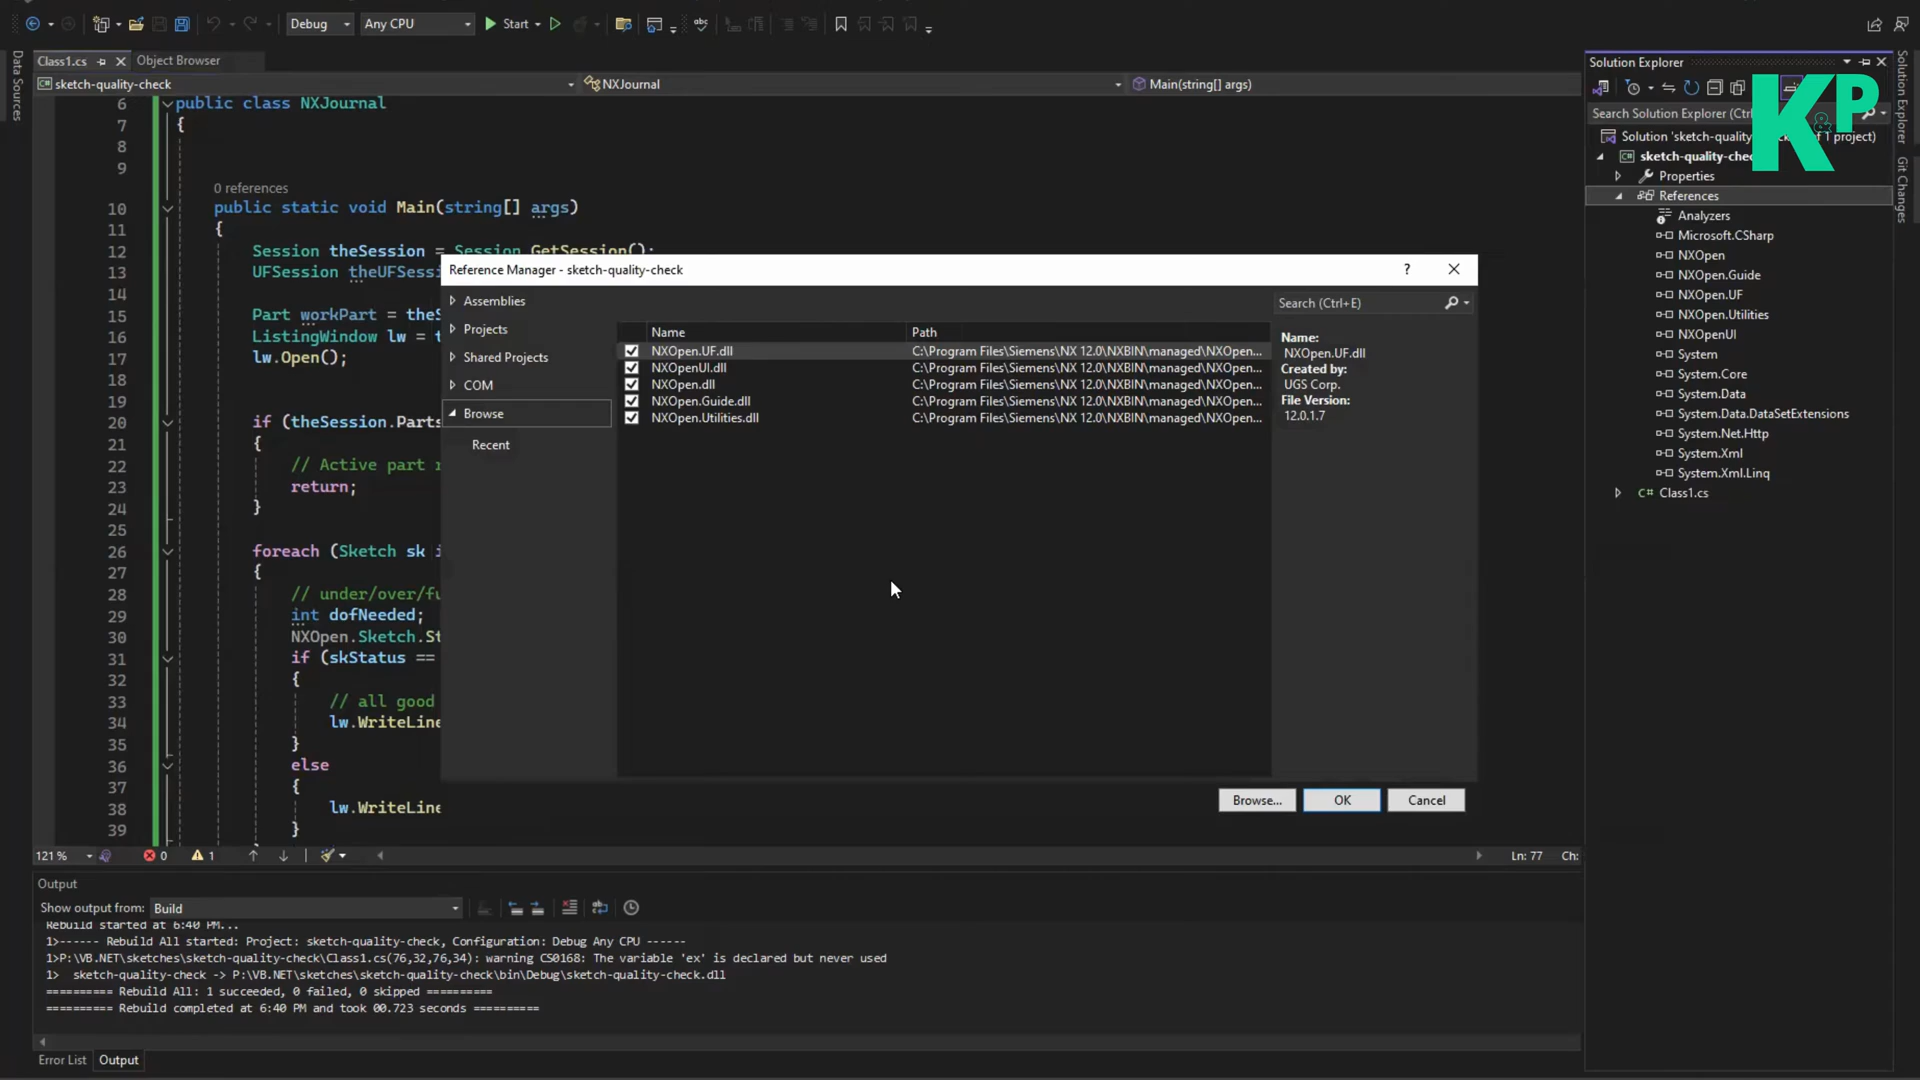 Debug
Any CPU
Start
Class1.cs
Object Browser
sketch-quality-check
NXJournal
Main(string[] args)
Data Sources
6 public class NXJournal
7 {
8
9
0 references
10 public static void Main(string[] args)
11 {
12 Session theSession = Session.GetSession();
13 UFSession theUFSessi
14
15 Part workPart = theS
16 ListingWindow lw = t
17 lw.Open();
18
19
20 if (theSession.Parts
21 {
22 // Active part r
23 return;
24 }
25
26 foreach (Sketch sk i
27 {
28 // under/over/fu
29 int dofNeeded;
30 NXOpen.Sketch.St
31 if (skStatus ==
32 {
33 // all good
34 lw.WriteLine
35 }
36 else
37 {
38 lw.WriteLine
39 }
121 %
0
1
Ln: 77
Ch:
Reference Manager - sketch-quality-check
?
Assemblies
Projects
Shared Projects
COM
Browse
Recent
Search (Ctrl+E)
Name Path
NXOpen.UF.dll C:\Program Files\Siemens\NX 12.0\NXBIN\managed\NXOpen...
NXOpenUI.dll C:\Program Files\Siemens\NX 12.0\NXBIN\managed\NXOpen...
NXOpen.dll C:\Program Files\Siemens\NX 12.0\NXBIN\managed\NXOpen...
NXOpen.Guide.dll C:\Program Files\Siemens\NX 12.0\NXBIN\managed\NXOpen...
NXOpen.Utilities.dll C:\Program Files\Siemens\NX 12.0\NXBIN\managed\NXOpen...
Name:
NXOpen.UF.dll
Created by:
UGS Corp.
File Version:
12.0.1.7
Browse...
OK
Cancel
Output
Show output from: Build
Rebuild started at 6:40 PM...
1>------ Rebuild All started: Project: sketch-quality-check, Configuration: Debug Any CPU ------
1>P:\VB.NET\sketches\sketch-quality-check\Class1.cs(76,32,76,34): warning CS0168: The variable 'ex' is declared but never used
1> sketch-quality-check -> P:\VB.NET\sketches\sketch-quality-check\bin\Debug\sketch-quality-check.dll
========== Rebuild All: 1 succeeded, 0 failed, 0 skipped ==========
========== Rebuild completed at 6:40 PM and took 00.723 seconds ==========
Error List
Output
Solution Explorer
Search Solution Explorer (Ctrl
Solution 'sketch-quality- of 1 project)
sketch-quality-che
Properties
References
Analyzers
Microsoft.CSharp
NXOpen
NXOpen.Guide
NXOpen.UF
NXOpen.Utilities
NXOpenUI
System
System.Core
System.Data
System.Data.DataSetExtensions
System.Net.Http
System.Xml
System.Xml.Linq
C# Class1.cs
K&P
Solution Explorer
Git Changes